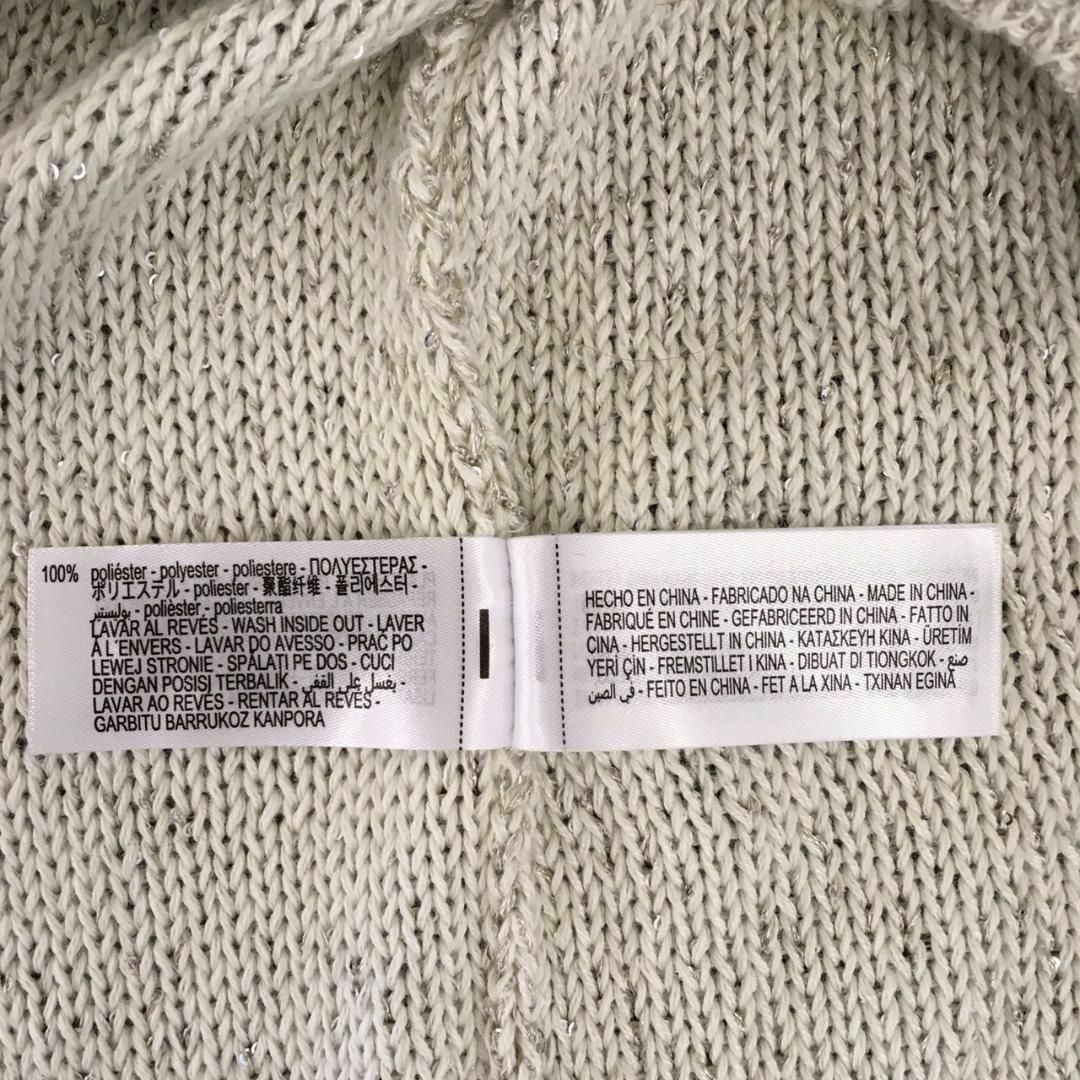 100% poliéster - polyester - poliestere - ΠΟΛΥΕΣΤΕΡΑΣ -
ポリエステル - poliester - 聚酯纤维 - 폴리에스터 -
بوليستير - polièster - poliesterra
LAVAR AL REVÉS - WASH INSIDE OUT - LAVER
À L'ENVERS - LAVAR DO AVESSO - PRAĆ PO
LEWEJ STRONIE - SPĂLAȚI PE DOS - CUCI
DENGAN POSISI TERBALIK - يغسل على القفى -
LAVAR AO REVÉS - RENTAR AL REVÉS -
GARBITU BARRUKOZ KANPORA
HECHO EN CHINA - FABRICADO NA CHINA - MADE IN CHINA -
FABRIQUÉ EN CHINE - GEFABRICEERD IN CHINA - FATTO IN
CINA - HERGESTELLT IN CHINA - ΚΑΤΑΣΚΕΥΗ ΚΙΝΑ - ÜRETİM
YERİ ÇİN - FREMSTILLET I KINA - DIBUAT DI TIONGKOK - صنع
في الصين - FEITO EN CHINA - FET A LA XINA - TXINAN EGINA